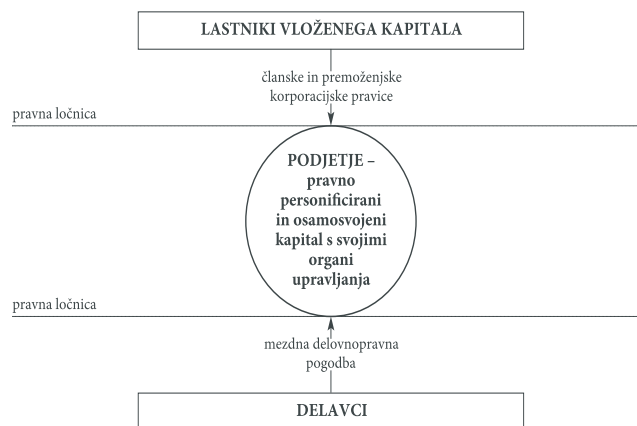 LASTNIKI VLOŽENEGA KAPITALA
članske in premoženjske
korporacijske pravice
pravna ločnica
PODJETJE –
pravno
personificirani
in osamosvojeni
kapital s svojimi
organi
upravljanja
pravna ločnica
mezdna delovnopravna
pogodba
DELAVCI